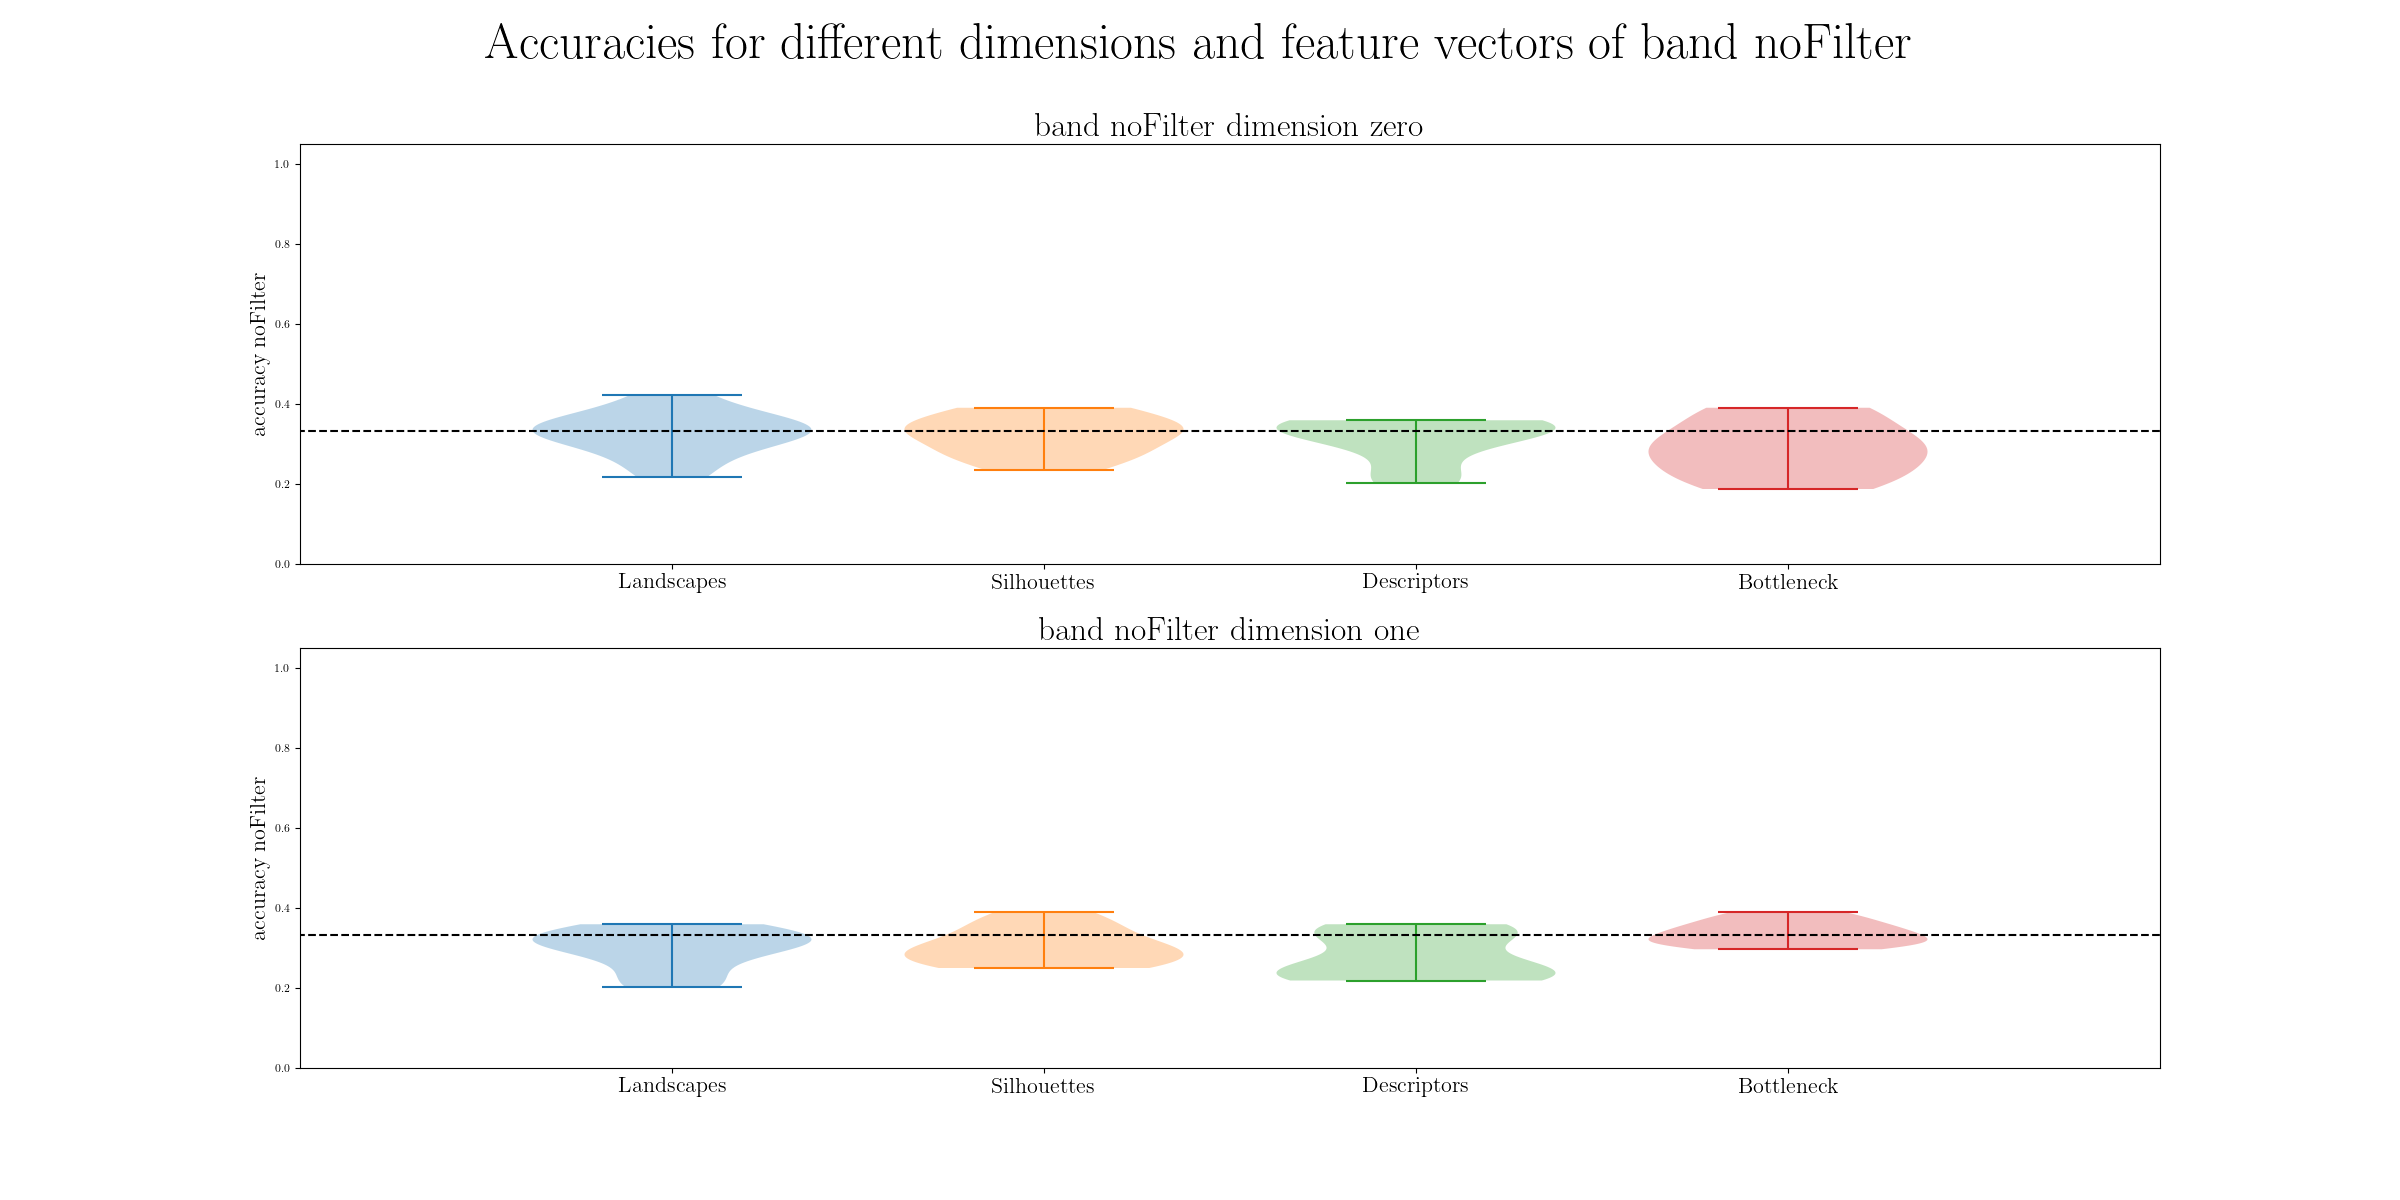 Accuracies for different dimensions and feature vectors of band noFilter
band noFilter dimension zero
accuracy noFilter
1.0
0.8
0.6
0.4
0.2
0.0
Landscapes Silhouettes Descriptors Bottleneck
band noFilter dimension one
accuracy noFilter
1.0
0.8
0.6
0.4
0.2
0.0
Landscapes Silhouettes Descriptors Bottleneck